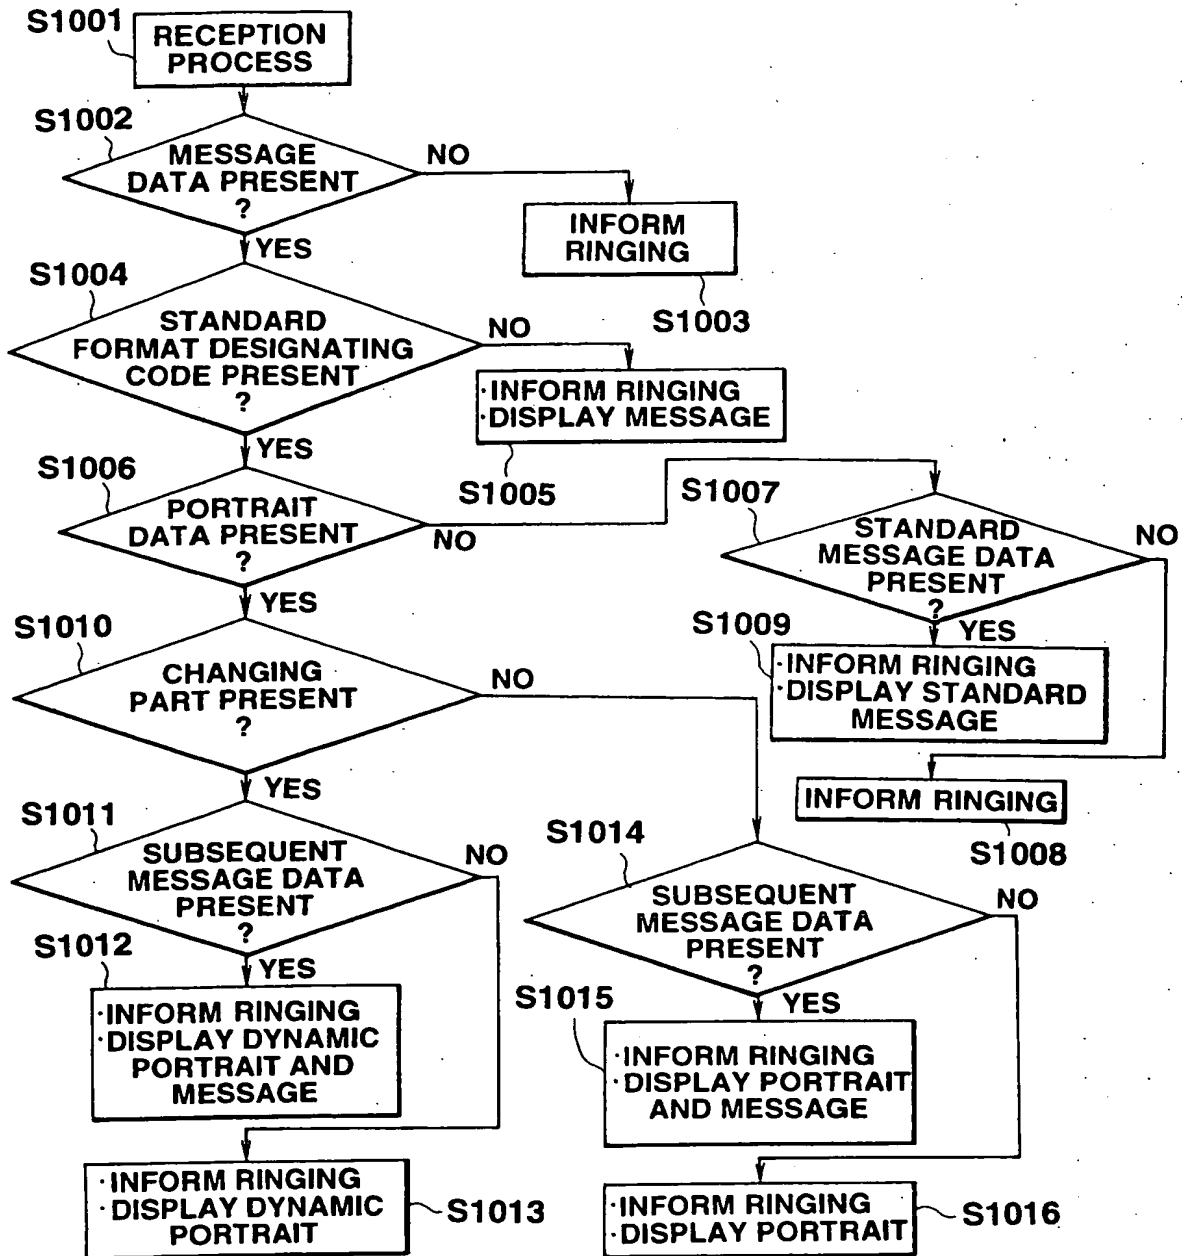 S1001
RECEPTION
PROCESS
S1002
MESSAGE
DATA PRESENT
?
NO
YES
INFORM
RINGING
S1003
S1004
STANDARD
FORMAT DESIGNATING
CODE PRESENT
?
NO
YES
·INFORM RINGING
·DISPLAY MESSAGE
S1005
S1006
PORTRAIT
DATA PRESENT
?
NO
YES
S1007
STANDARD
MESSAGE DATA
PRESENT
?
NO
YES
S1009
·INFORM RINGING
·DISPLAY STANDARD
MESSAGE
INFORM RINGING
S1008
S1010
CHANGING
PART PRESENT
?
NO
YES
S1011
SUBSEQUENT
MESSAGE DATA
PRESENT
?
NO
YES
S1012
·INFORM RINGING
·DISPLAY DYNAMIC
PORTRAIT AND
MESSAGE
·INFORM RINGING
·DISPLAY DYNAMIC
PORTRAIT
S1013
S1014
SUBSEQUENT
MESSAGE DATA
PRESENT
?
NO
YES
S1015
·INFORM RINGING
·DISPLAY PORTRAIT
AND MESSAGE
·INFORM RINGING
·DISPLAY PORTRAIT
S1016